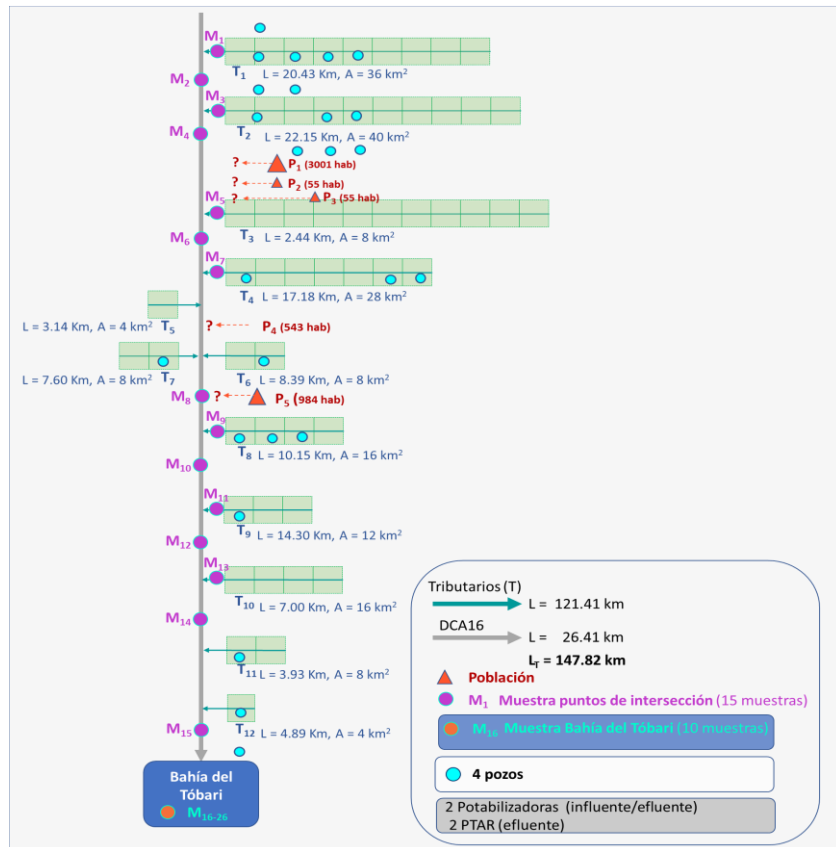 M1
T1 L = 20.43 Km, A = 36 km²
M2
M3
T2 L = 22.15 Km, A = 40 km²
M4
? P1 (3001 hab)
? P2 (55 hab)
? P3 (55 hab)
M5
T3 L = 2.44 Km, A = 8 km²
M6
M7
T4 L = 17.18 Km, A = 28 km²
L = 3.14 Km, A = 4 km² T5
? P4 (543 hab)
L = 7.60 Km, A = 8 km² T7
T6 L = 8.39 Km, A = 8 km²
M8 ? P5 (984 hab)
M9
T8 L = 10.15 Km, A = 16 km²
M10
M11
T9 L = 14.30 Km, A = 12 km²
M12
M13
T10 L = 7.00 Km, A = 16 km²
M14
T11 L = 3.93 Km, A = 8 km²
M15
T12 L = 4.89 Km, A = 4 km²
Bahía del
Tóbari
M16-26
Tributarios (T)
L = 121.41 km
DCA16
L = 26.41 km
LT = 147.82 km
Población
M1 Muestra puntos de intersección (15 muestras)
M16 Muestra Bahía del Tóbari (10 muestras)
4 pozos
2 Potabilizadoras (influente/efluente)
2 PTAR (efluente)